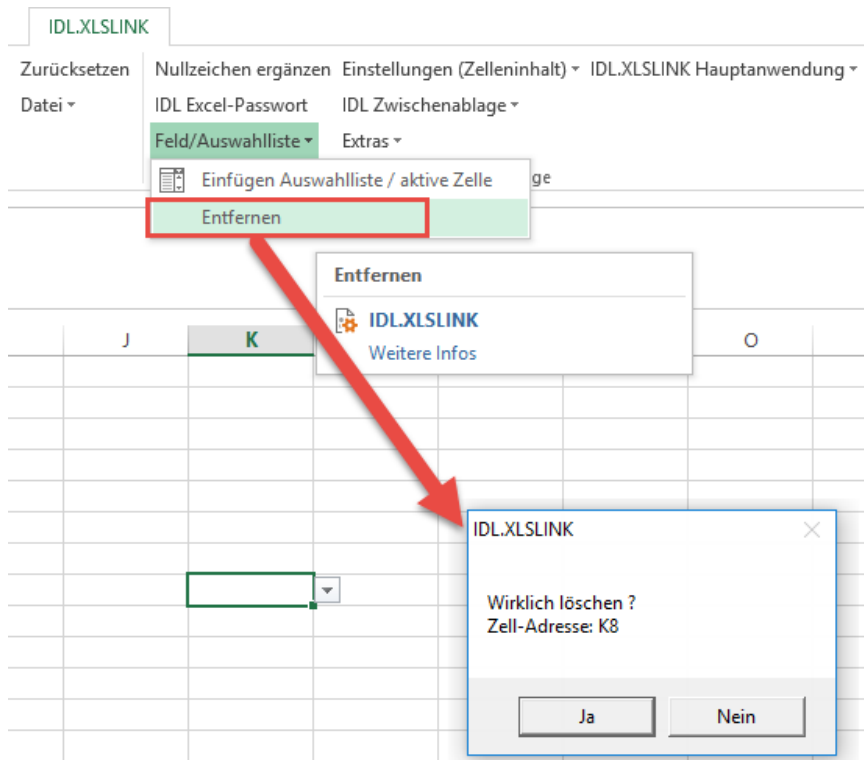 IDL.XLSLINK
Zurücksetzen Nullzeichen ergänzen Einstellungen (Zelleninhalt) IDL.XLSLINK Hauptanwendung
Datei IDL Excel-Passwort IDL Zwischenablage
Feld/Auswahlliste Extras
Einfügen Auswahlliste / aktive Zelle ge
Entfernen
Entfernen
IDL.XLSLINK
Weitere Infos
J K O
IDL.XLSLINK
Wirklich löschen ?
Zell-Adresse: K8
Ja Nein